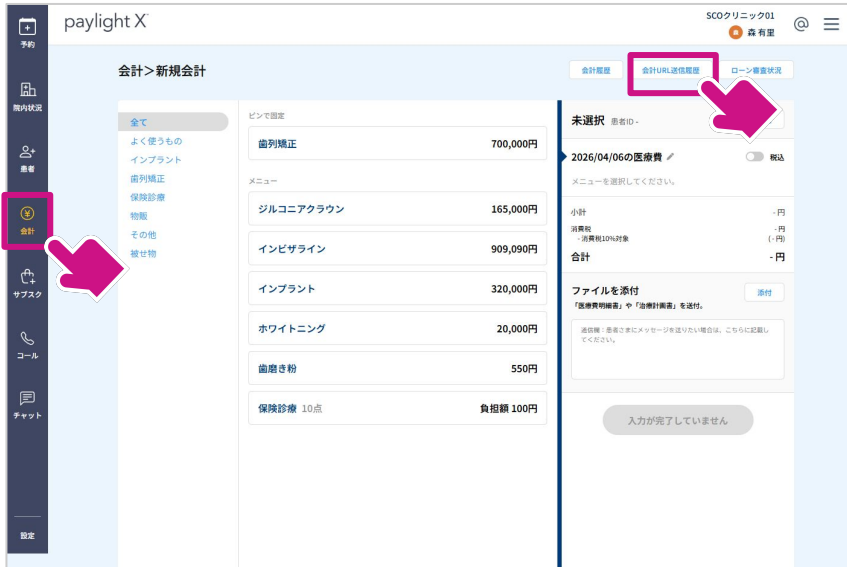 paylight X
SCOクリニック01
森 有里
予約
院内状況
患者
会計
サブスク
コール
チャット
設定
会計>新規会計
会計履歴
会計URL送信履歴
ローン審査状況
全て
よく使うもの
インプラント
歯列矯正
保険診療
物販
その他
被せ物
ピンで固定
歯列矯正 700,000円
メニュー
ジルコニアクラウン 165,000円
インビザライン 909,090円
インプラント 320,000円
ホワイトニング 20,000円
歯磨き粉 550円
保険診療 10点 負担額 100円
未選択 患者ID -
2026/04/06の医療費 税込
メニューを選択してください。
小計 - 円
消費税 - 円
- 消費税10%対象 (- 円)
合計 - 円
ファイルを添付 添付
「医療費明細書」や「治療計画書」を送付。
通信欄：患者さまにメッセージを送りたい場合は、こちらに記載し
てください。
入力が完了していません